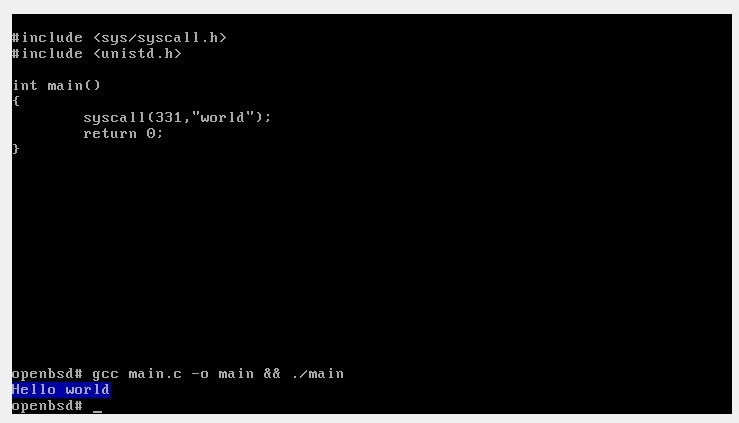 #include <sys/syscall.h>
#include <unistd.h>
int main()
{
        syscall(331,"world");
        return 0;
}
openbsd# gcc main.c -o main && ./main
Hello world
openbsd# _